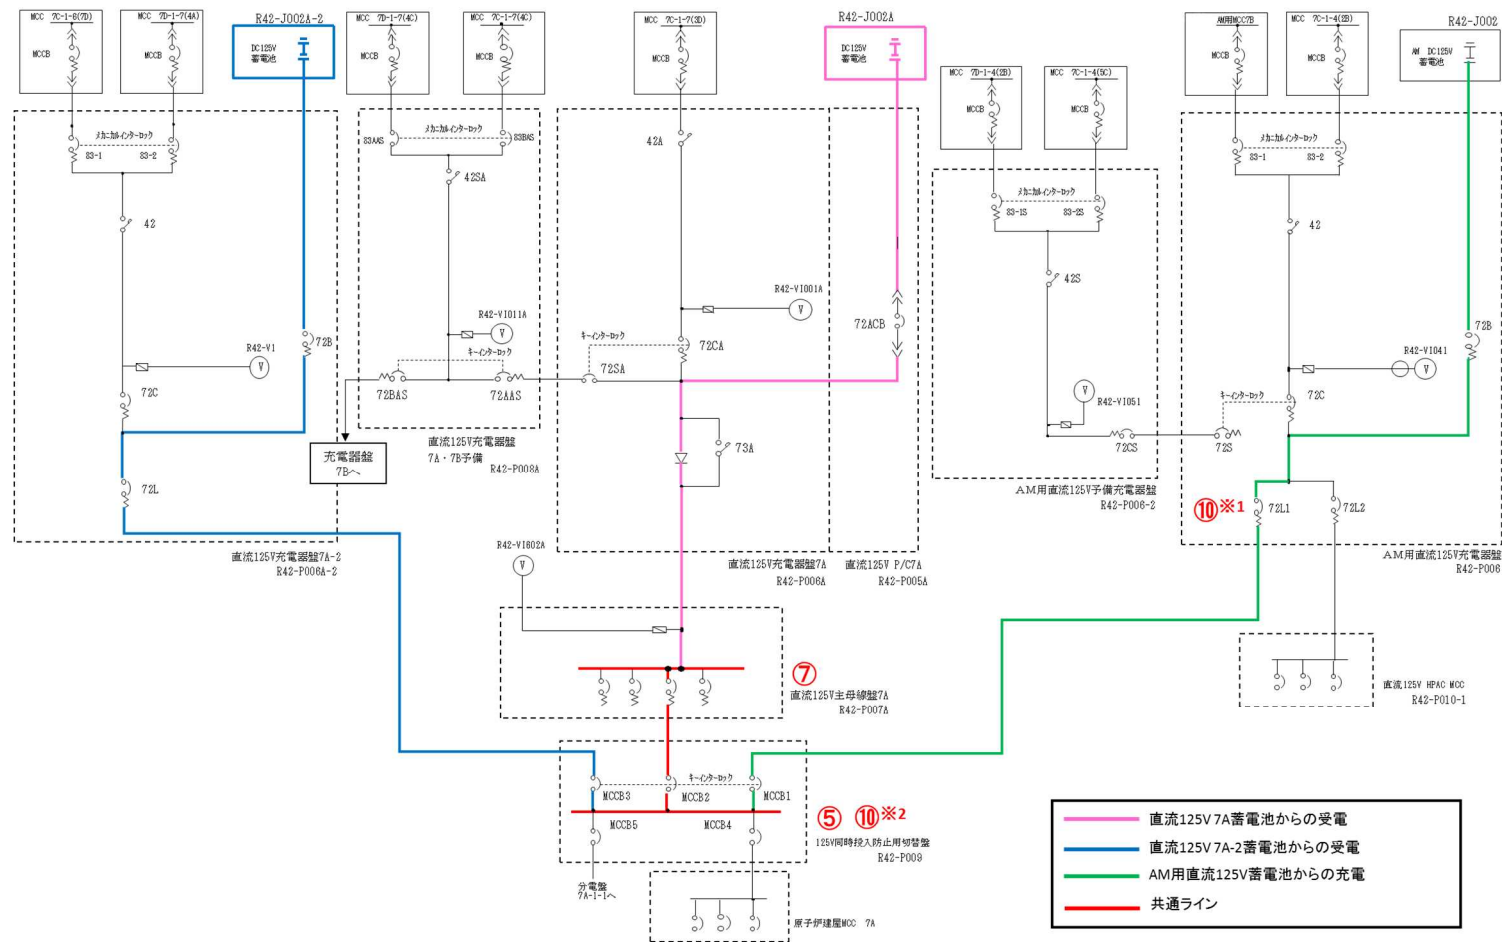 MCC 7C-1-6(7D)
MCCB
MCC 7D-1-7(4A)
MCCB
R42-J002A-2
DC125V
蓄電池
MCC 7D-1-7(4C)
MCCB
MCC 7C-1-7(4C)
MCCB
MCC 7C-1-7(3D)
MCCB
R42-J002A
DC125V
蓄電池
MCC 7D-1-4(2B)
MCCB
MCC 7C-1-4(5C)
MCCB
AM用MCC7B
MCCB
MCC 7C-1-4(2B)
MCCB
R42-J002
AM DC125V
蓄電池
メカニカルインターロック
83-1
83-2
42
R42-V1
V
72B
72C
72L
直流125V充電器盤7A-2
R42-P006A-2
メカニカルインターロック
83AAS
83BAS
42SA
R42-VI011A
V
キーインターロック
72BAS
72AAS
充電器盤
7Bへ
直流125V充電器盤
7A・7B予備
R42-P008A
42A
R42-VI001A
V
キーインターロック
72CA
72SA
73A
直流125V充電器盤7A
R42-P006A
72ACB
直流125V P/C7A
R42-P005A
メカニカルインターロック
83-1S
83-2S
42S
V
R42-VI051
72CS
AM用直流125V予備充電器盤
R42-P006-2
メカニカルインターロック
83-1
83-2
42
R42-VI041
V
72B
キーインターロック
72C
72S
⑩※1
72L1
72L2
AM用直流125V充電器盤
R42-P006
R42-VI602A
V
⑦
直流125V主母線盤7A
R42-P007A
直流125V HPAC MCC
R42-P010-1
キーインターロック
MCCB3
MCCB2
MCCB1
MCCB5
MCCB4
⑤ ⑩※2
125V同時投入防止用切替盤
R42-P009
分電盤
7A-1-1へ
原子炉建屋MCC 7A
直流125V 7A蓄電池からの受電
直流125V 7A-2蓄電池からの受電
AM用直流125V蓄電池からの充電
共通ライン